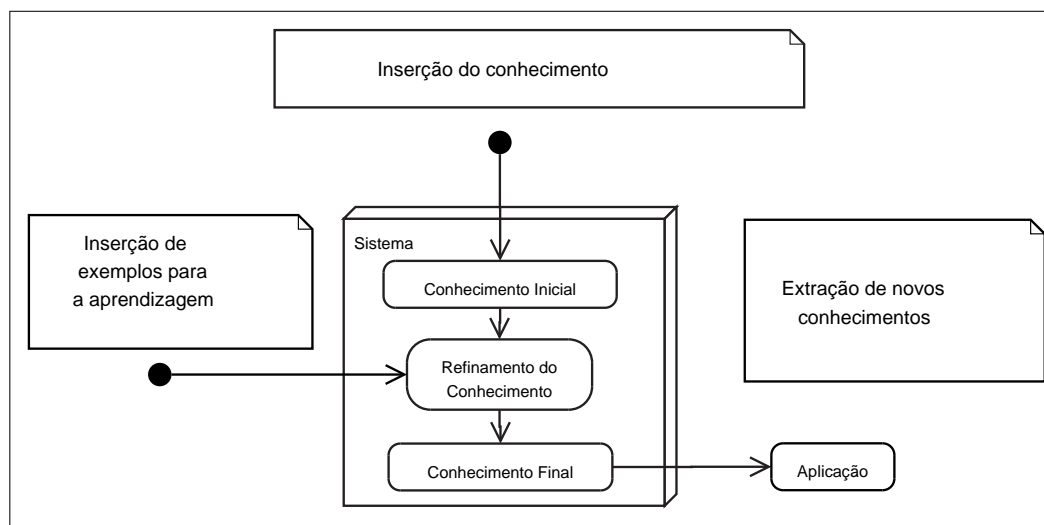 Inserção do conhecimento
Inserção de
exemplos para
a aprendizagem
Sistema
Conhecimento Inicial
Refinamento do
Conhecimento
Conhecimento Final
Extração de novos
conhecimentos
Aplicação